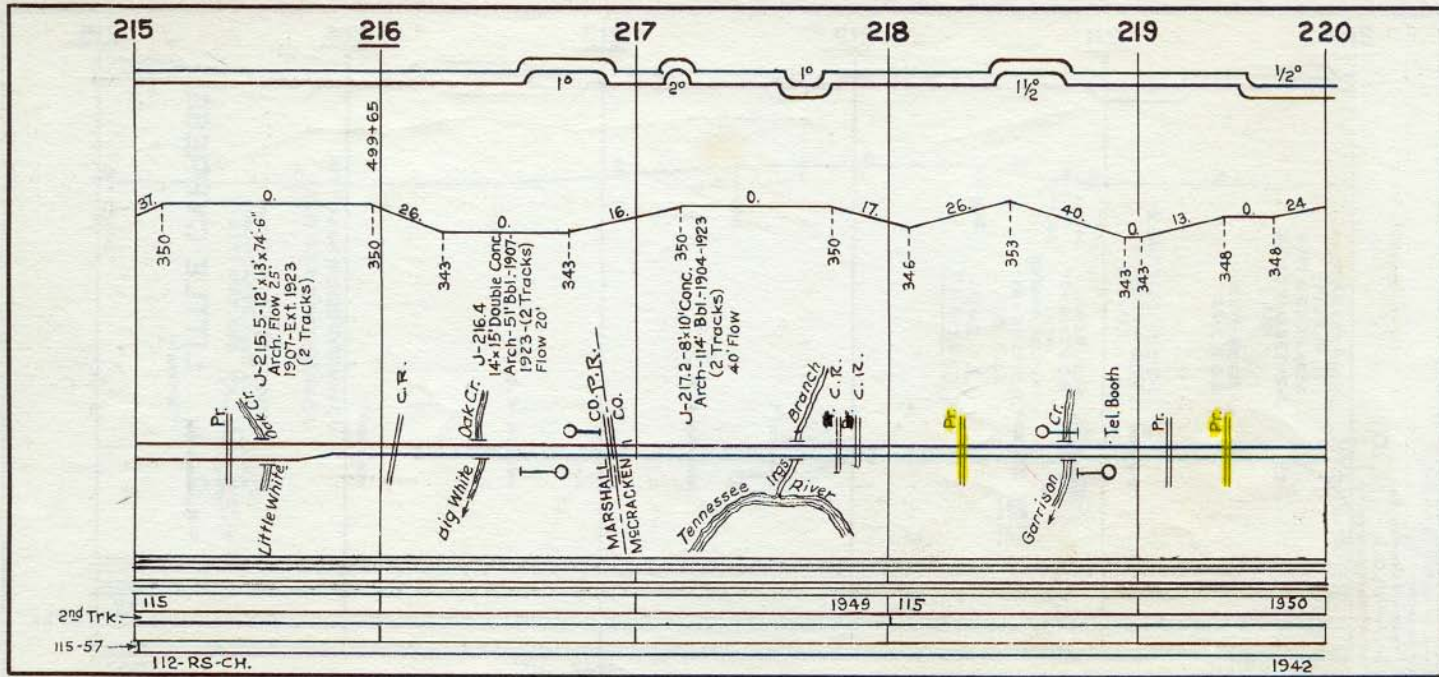 215 216 217 218 219 220
1° 2° 1° 1½° ½°
499+65
37. 0. 26. 0. 16. 0. 17. 26. 40. 0. 13. 0. 24
350 350 343 343 350 350 346 353 343 343 348 348
J-215.5-12'x13'x74'-6"
Arch. Flow 25'
1907-Ext. 1923
(2 Tracks)
J-216.4
14'x15' Double Conc.
Arch-51' Bbl.-1907-
1923-(2 Tracks)
Flow 20'
J-217.2-8'x10' Conc.
Arch-114' Bbl.-1904-1923
(2 Tracks)
40' Flow
Pr.
Oak Cr.
Little White
C.R.
Oak Cr.
Big White
CO. P.R.
CO.
MARSHALL
McCRACKEN
Branch
Iras
Tennessee River
C.R.
C.R.
Pr.
Cr.
Garrison
Tel. Booth
Pr.
Pr.
115 1949 115 1950
2nd Trk.
115-57
112-RS-CH. 1942